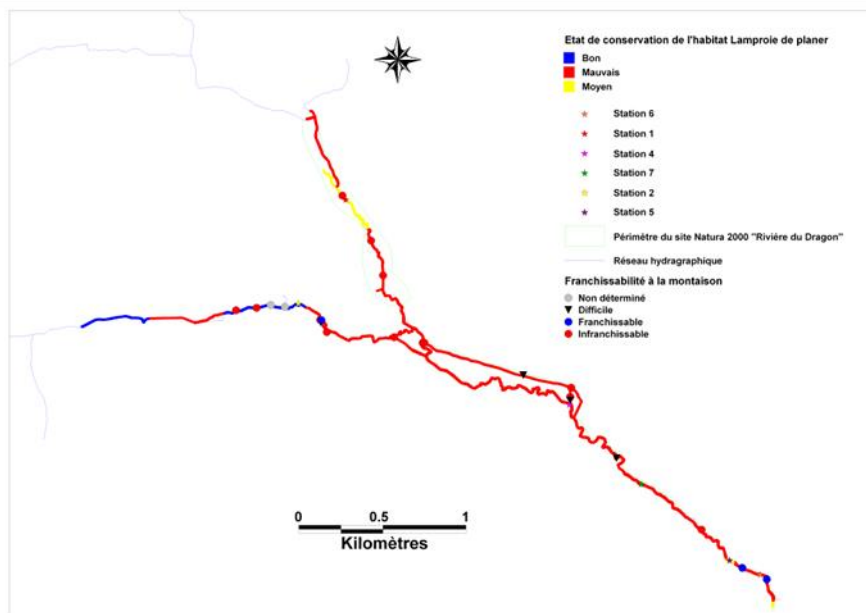 Etat de conservation de l'habitat Lamproie de planer
Bon
Mauvais
Moyen
Station 6
Station 1
Station 4
Station 7
Station 2
Station 5
Périmètre du site Natura 2000 "Rivière du Dragon"
Réseau hydragraphique
Franchissabilité à la montaison
Non déterminé
Difficile
Franchissable
Infranchissable
0 0.5 1
Kilomètres